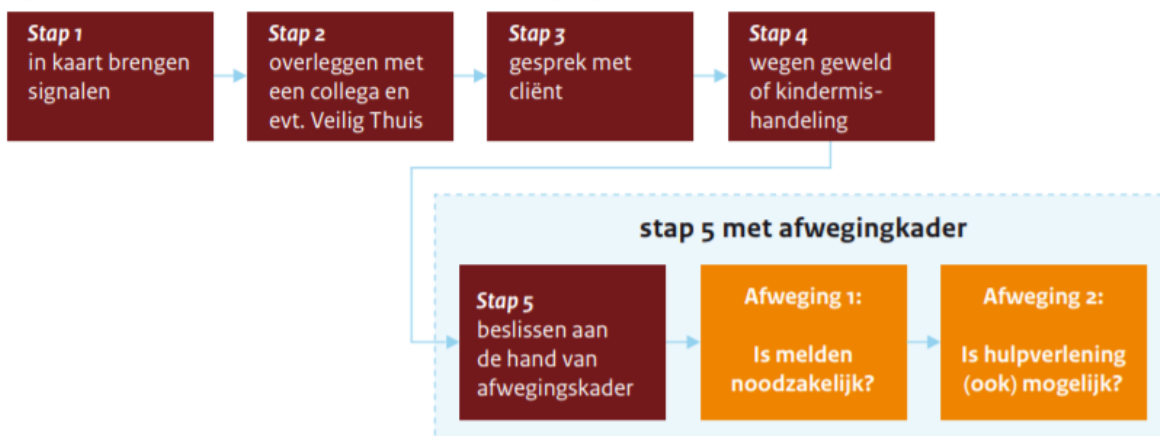 Stap 1
in kaart brengen
signalen
Stap 2
overleggen met
een collega en
evt. Veilig Thuis
Stap 3
gesprek met
cliënt
Stap 4
wegen geweld
of kindermis-
handeling
stap 5 met afwegingkader
Stap 5
beslissen aan
de hand van
afwegingskader
Afweging 1:
Is melden
noodzakelijk?
Afweging 2:
Is hulpverlening
(ook) mogelijk?